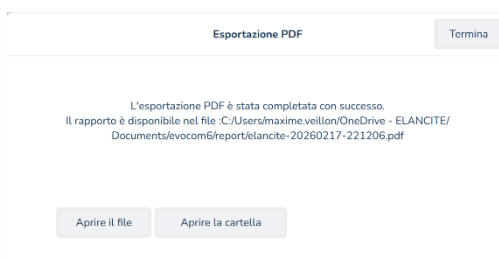 Esportazione PDF
Termina
L'esportazione PDF è stata completata con successo.
Il rapporto è disponibile nel file :C:/Users/maxime.veillon/OneDrive - ELANCITE/
Documents/evocom6/report/elancite-20260217-221206.pdf
Aprire il file
Aprire la cartella